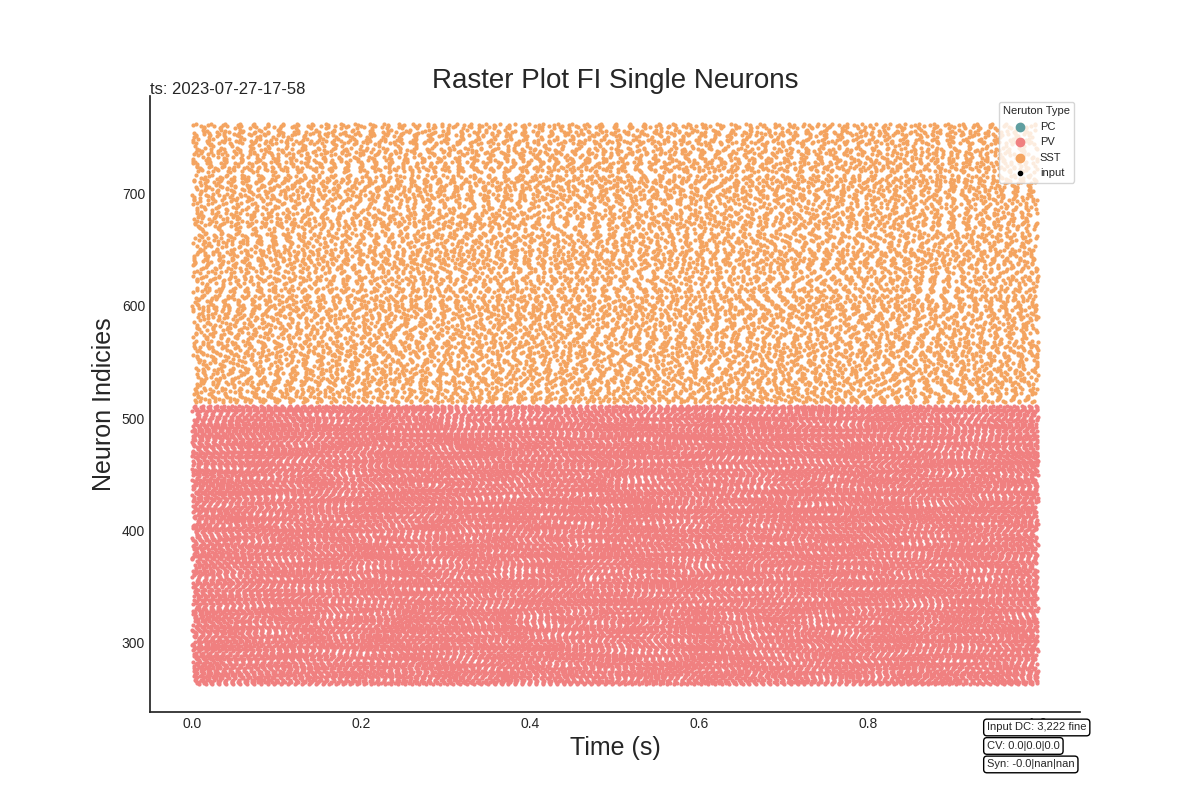 Raster Plot FI Single Neurons
ts: 2023-07-27-17-58
Neruton Type
PC
PV
SST
input
Neuron Indicies
700
600
500
400
300
0.0 0.2 0.4 0.6 0.8
Time (s)
Input DC: 3,222 fine
CV: 0.0|0.0|0.0
Syn: -0.0|nan|nan